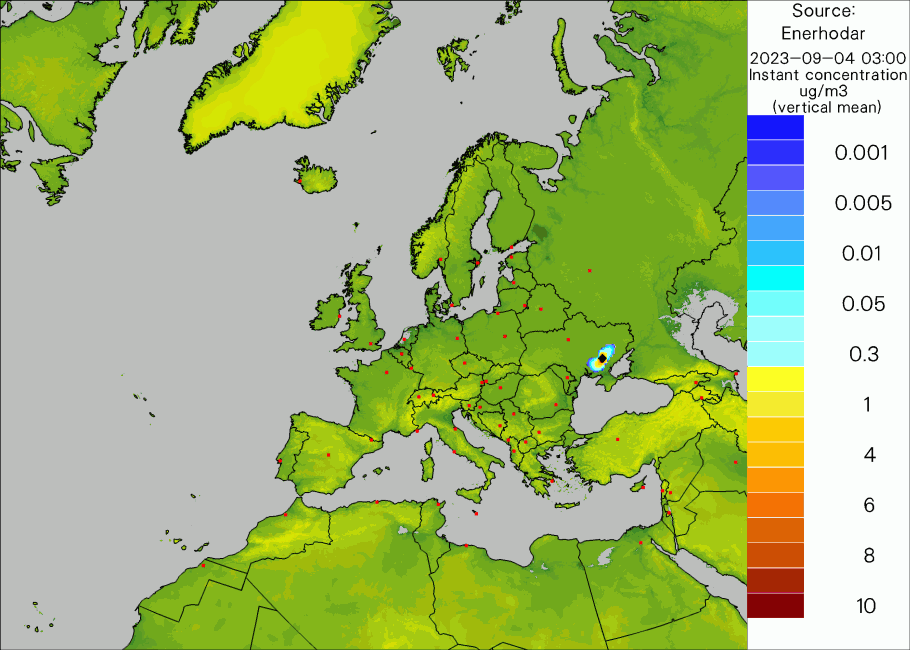 Source:
Enerhodar
2023-09-04 03:00
Instant concentration
ug/m3
(vertical mean)
0.001
0.005
0.01
0.05
0.3
1
4
6
8
10